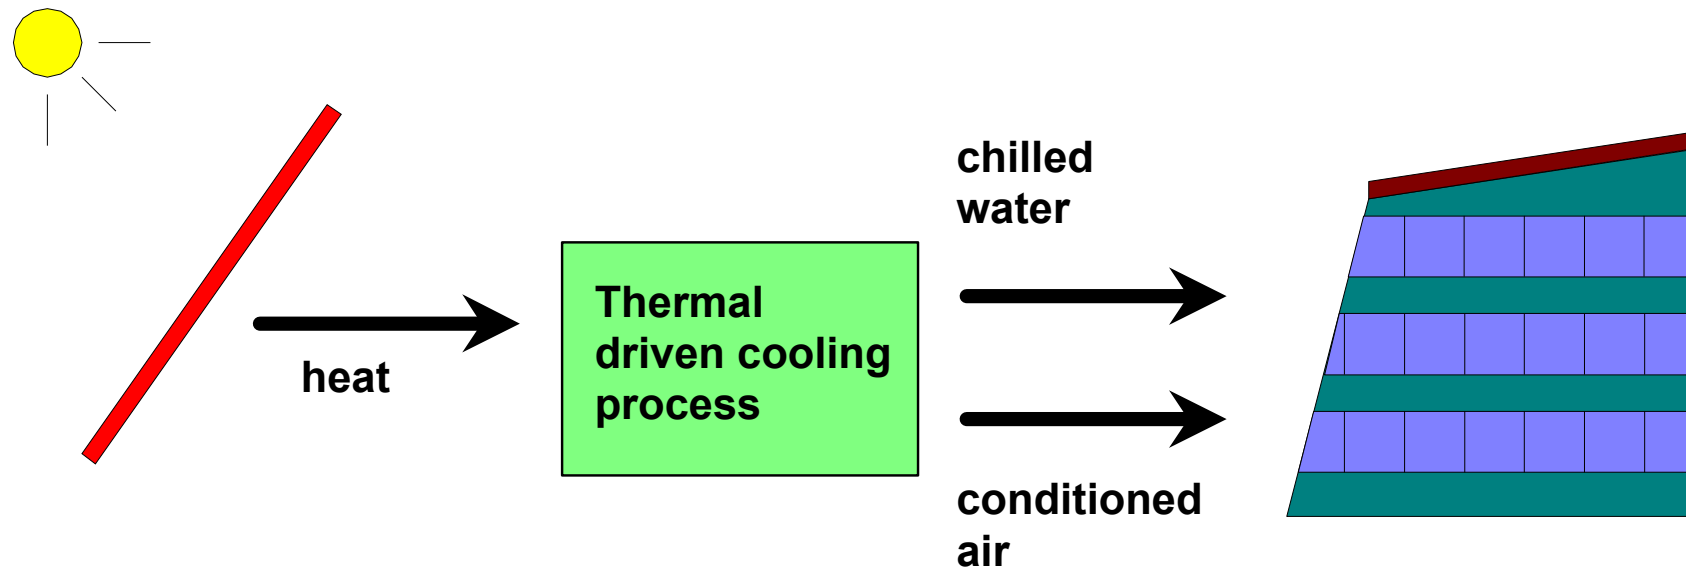 heat
Thermal
driven cooling
process
chilled
water
conditioned
air